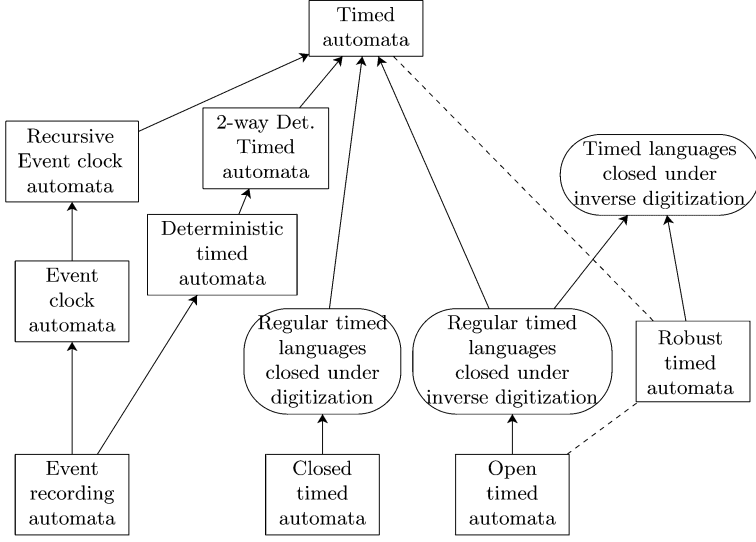 Timed
automata
2-way Det.
Timed
automata
Recursive
Event clock
automata
Timed languages
closed under
inverse digitization
Deterministic
timed
automata
Event
clock
automata
Regular timed
languages
closed under
digitization
Regular timed
languages
closed under
inverse digitization
Robust
timed
automata
Event
recording
automata
Closed
timed
automata
Open
timed
automata